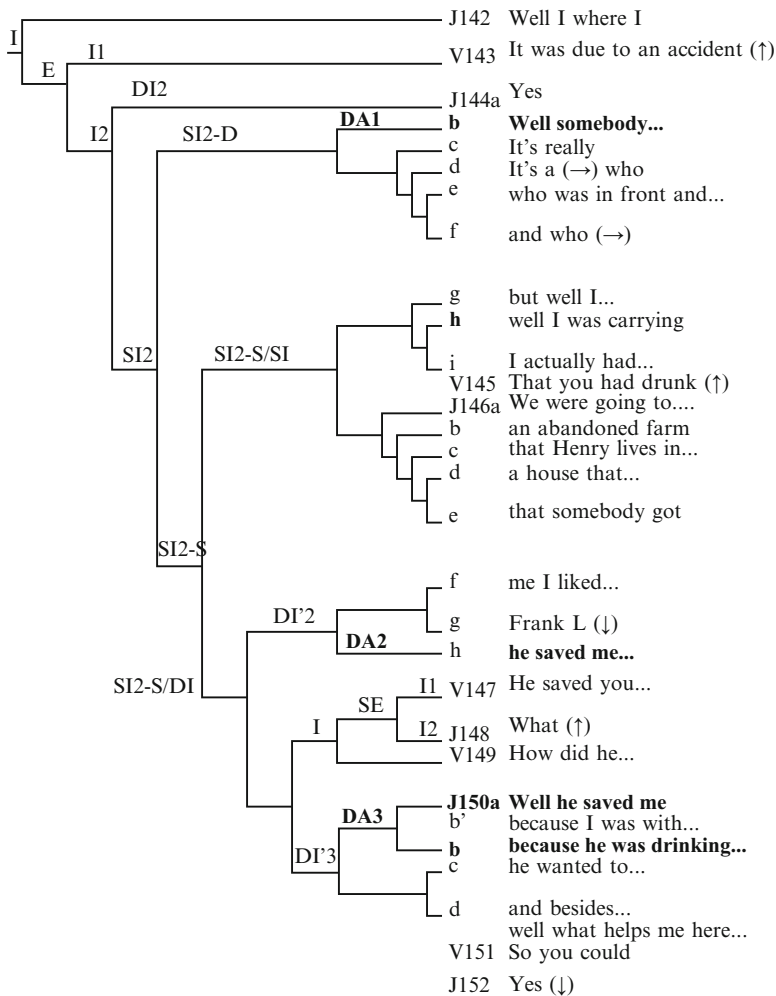 J142 Well I where I
I
I1
V143 It was due to an accident (↑)
E
DI2
J144a Yes
DA1 b Well somebody...
I2 SI2-D
c It's really
d It's a (→) who
e who was in front and...
f and who (→)
g but well I...
h well I was carrying
SI2 SI2-S/SI
i I actually had...
V145 That you had drunk (↑)
J146a We were going to....
b an abandoned farm
c that Henry lives in...
d a house that...
e that somebody got
SI2-S
f me I liked...
DI'2
g Frank L (↓)
DA2 h he saved me...
SI2-S/DI
I1 V147 He saved you...
SE
I I2 J148 What (↑)
V149 How did he...
J150a Well he saved me
DA3 b' because I was with...
b because he was drinking...
DI'3 c he wanted to...
d and besides...
well what helps me here...
V151 So you could
J152 Yes (↓)